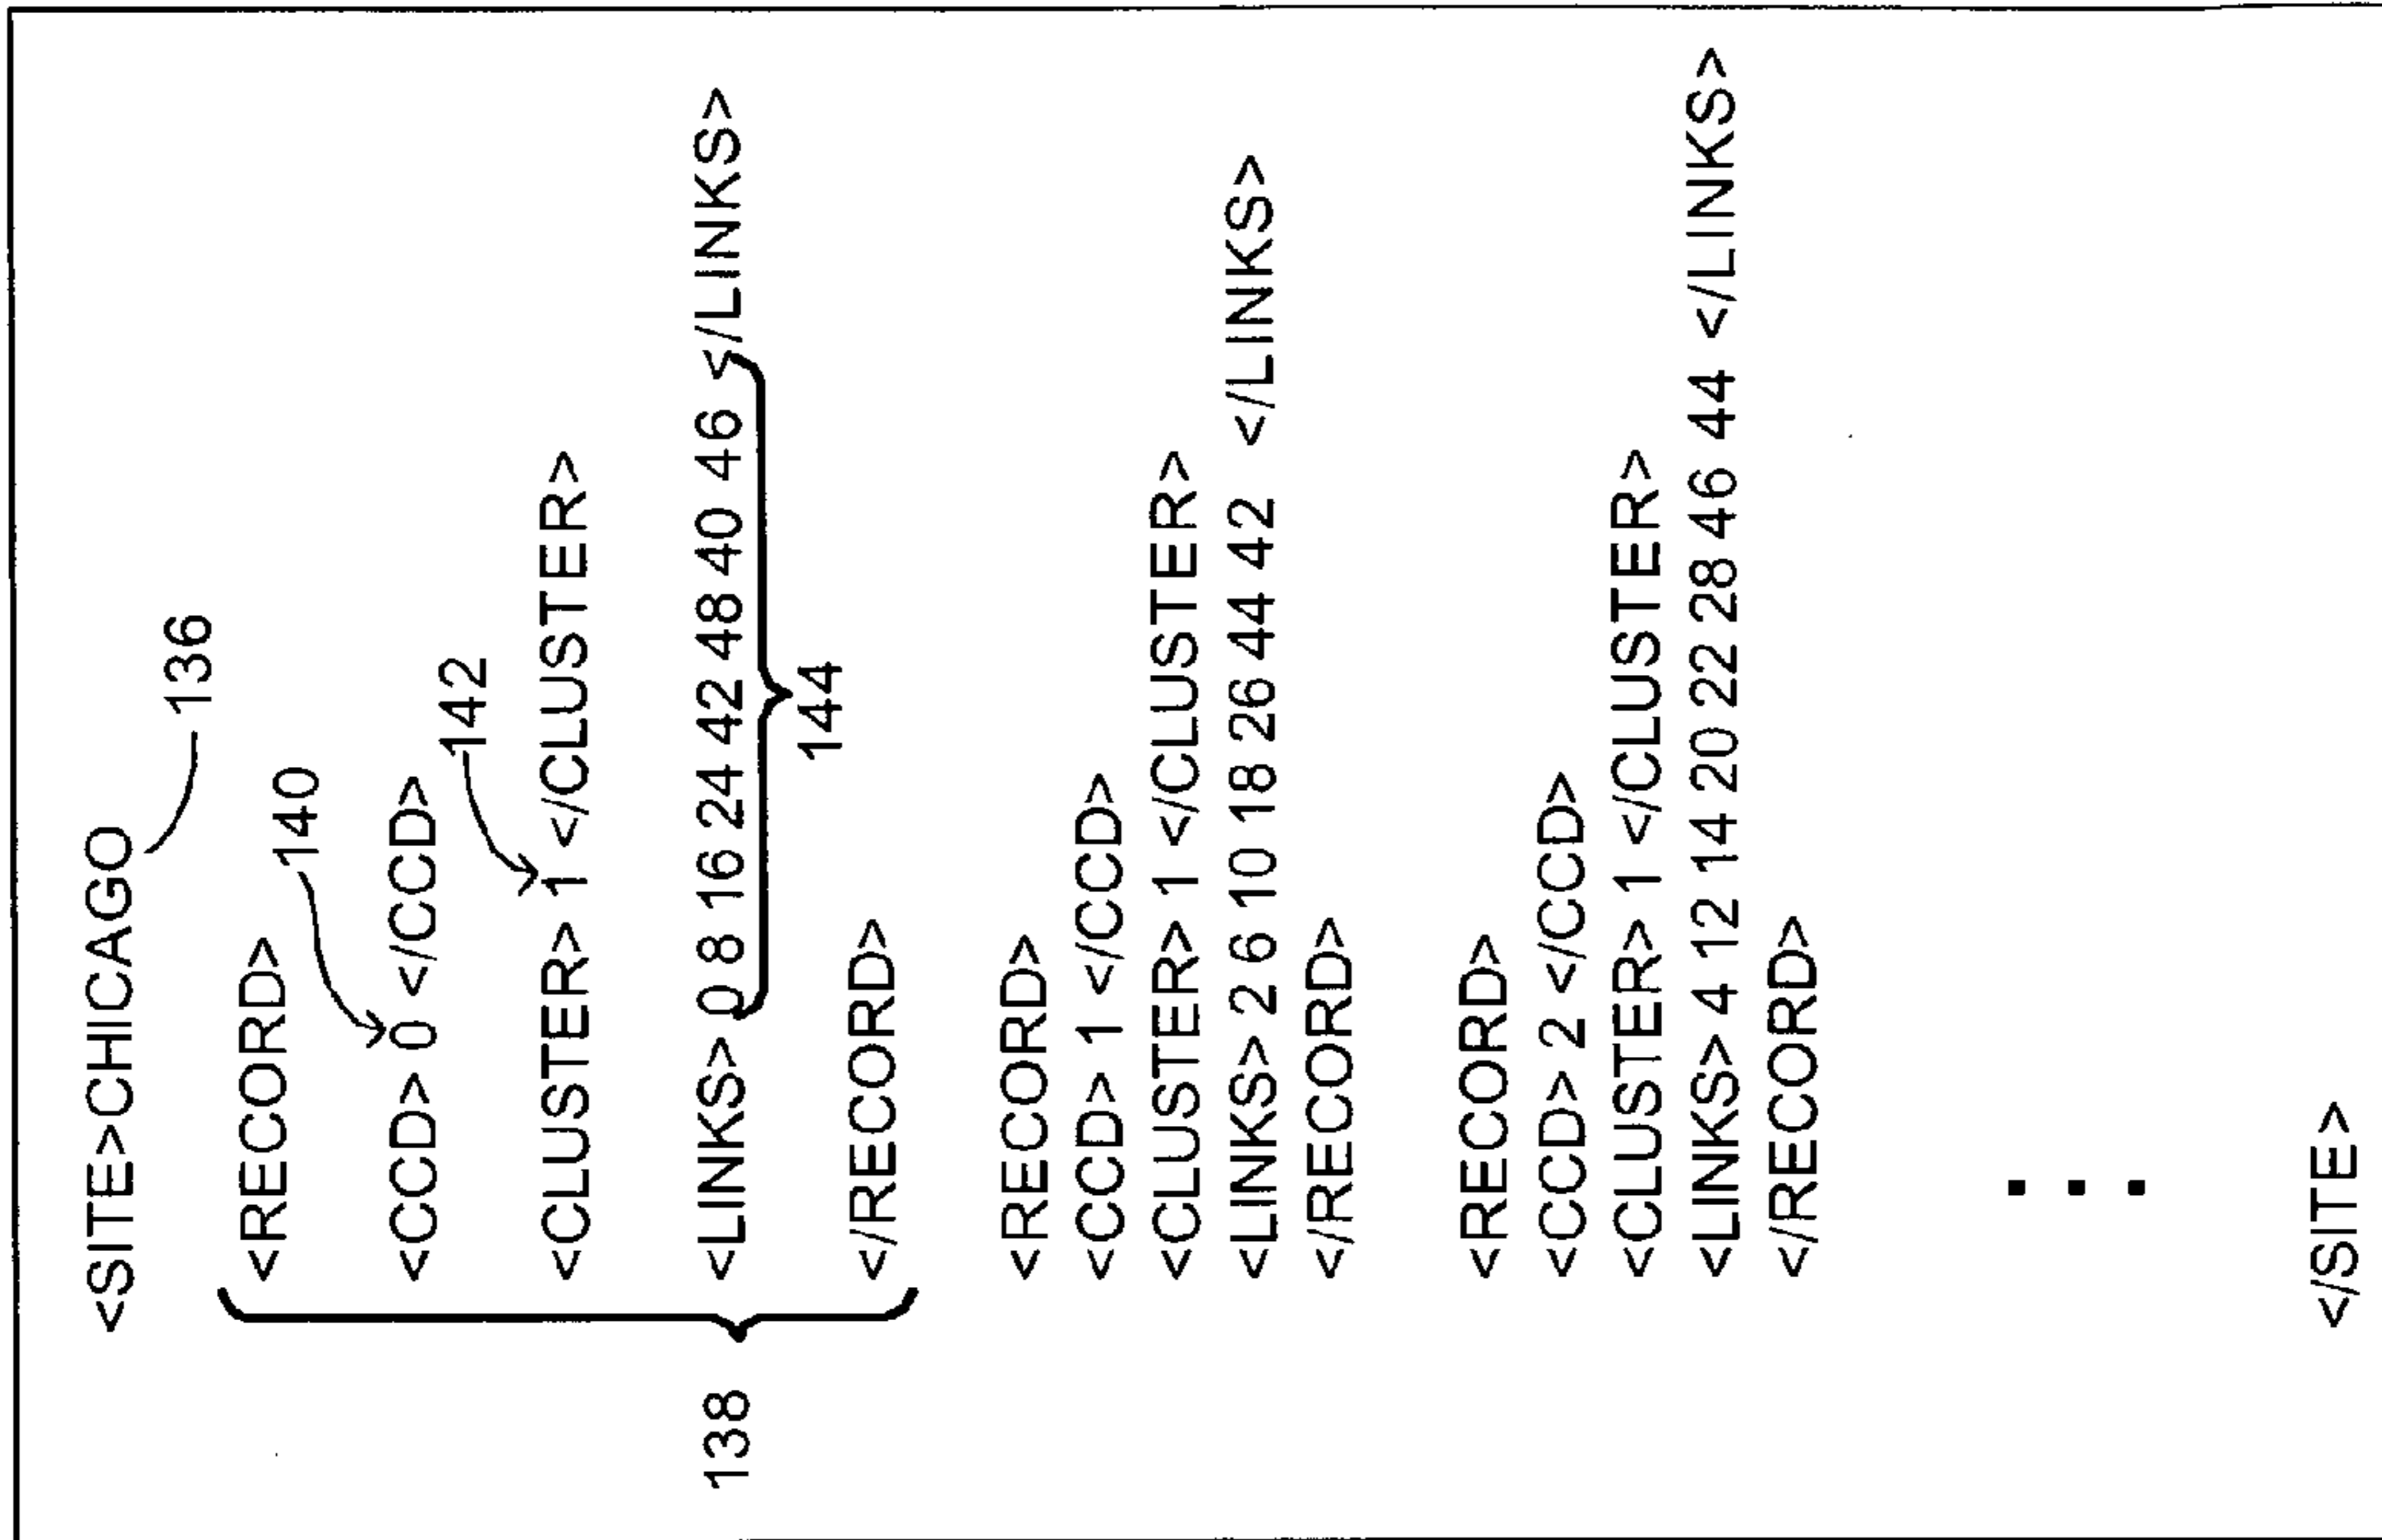 <SITE>CHICAGO
136
<RECORD>
140
<CCD> 0 </CCD>
142
<CLUSTER> 1 </CLUSTER>
138
<LINKS> 0 8 16 24 42 48 40 46 </LINKS>
144
</RECORD>
<RECORD>
<CCD> 1 </CCD>
<CLUSTER> 1 </CLUSTER>
<LINKS> 2 6 10 18 26 44 42 </LINKS>
</RECORD>
<RECORD>
<CCD> 2 </CCD>
<CLUSTER> 1 </CLUSTER>
<LINKS> 4 12 14 20 22 28 46 44 </LINKS>
</RECORD>
</SITE>